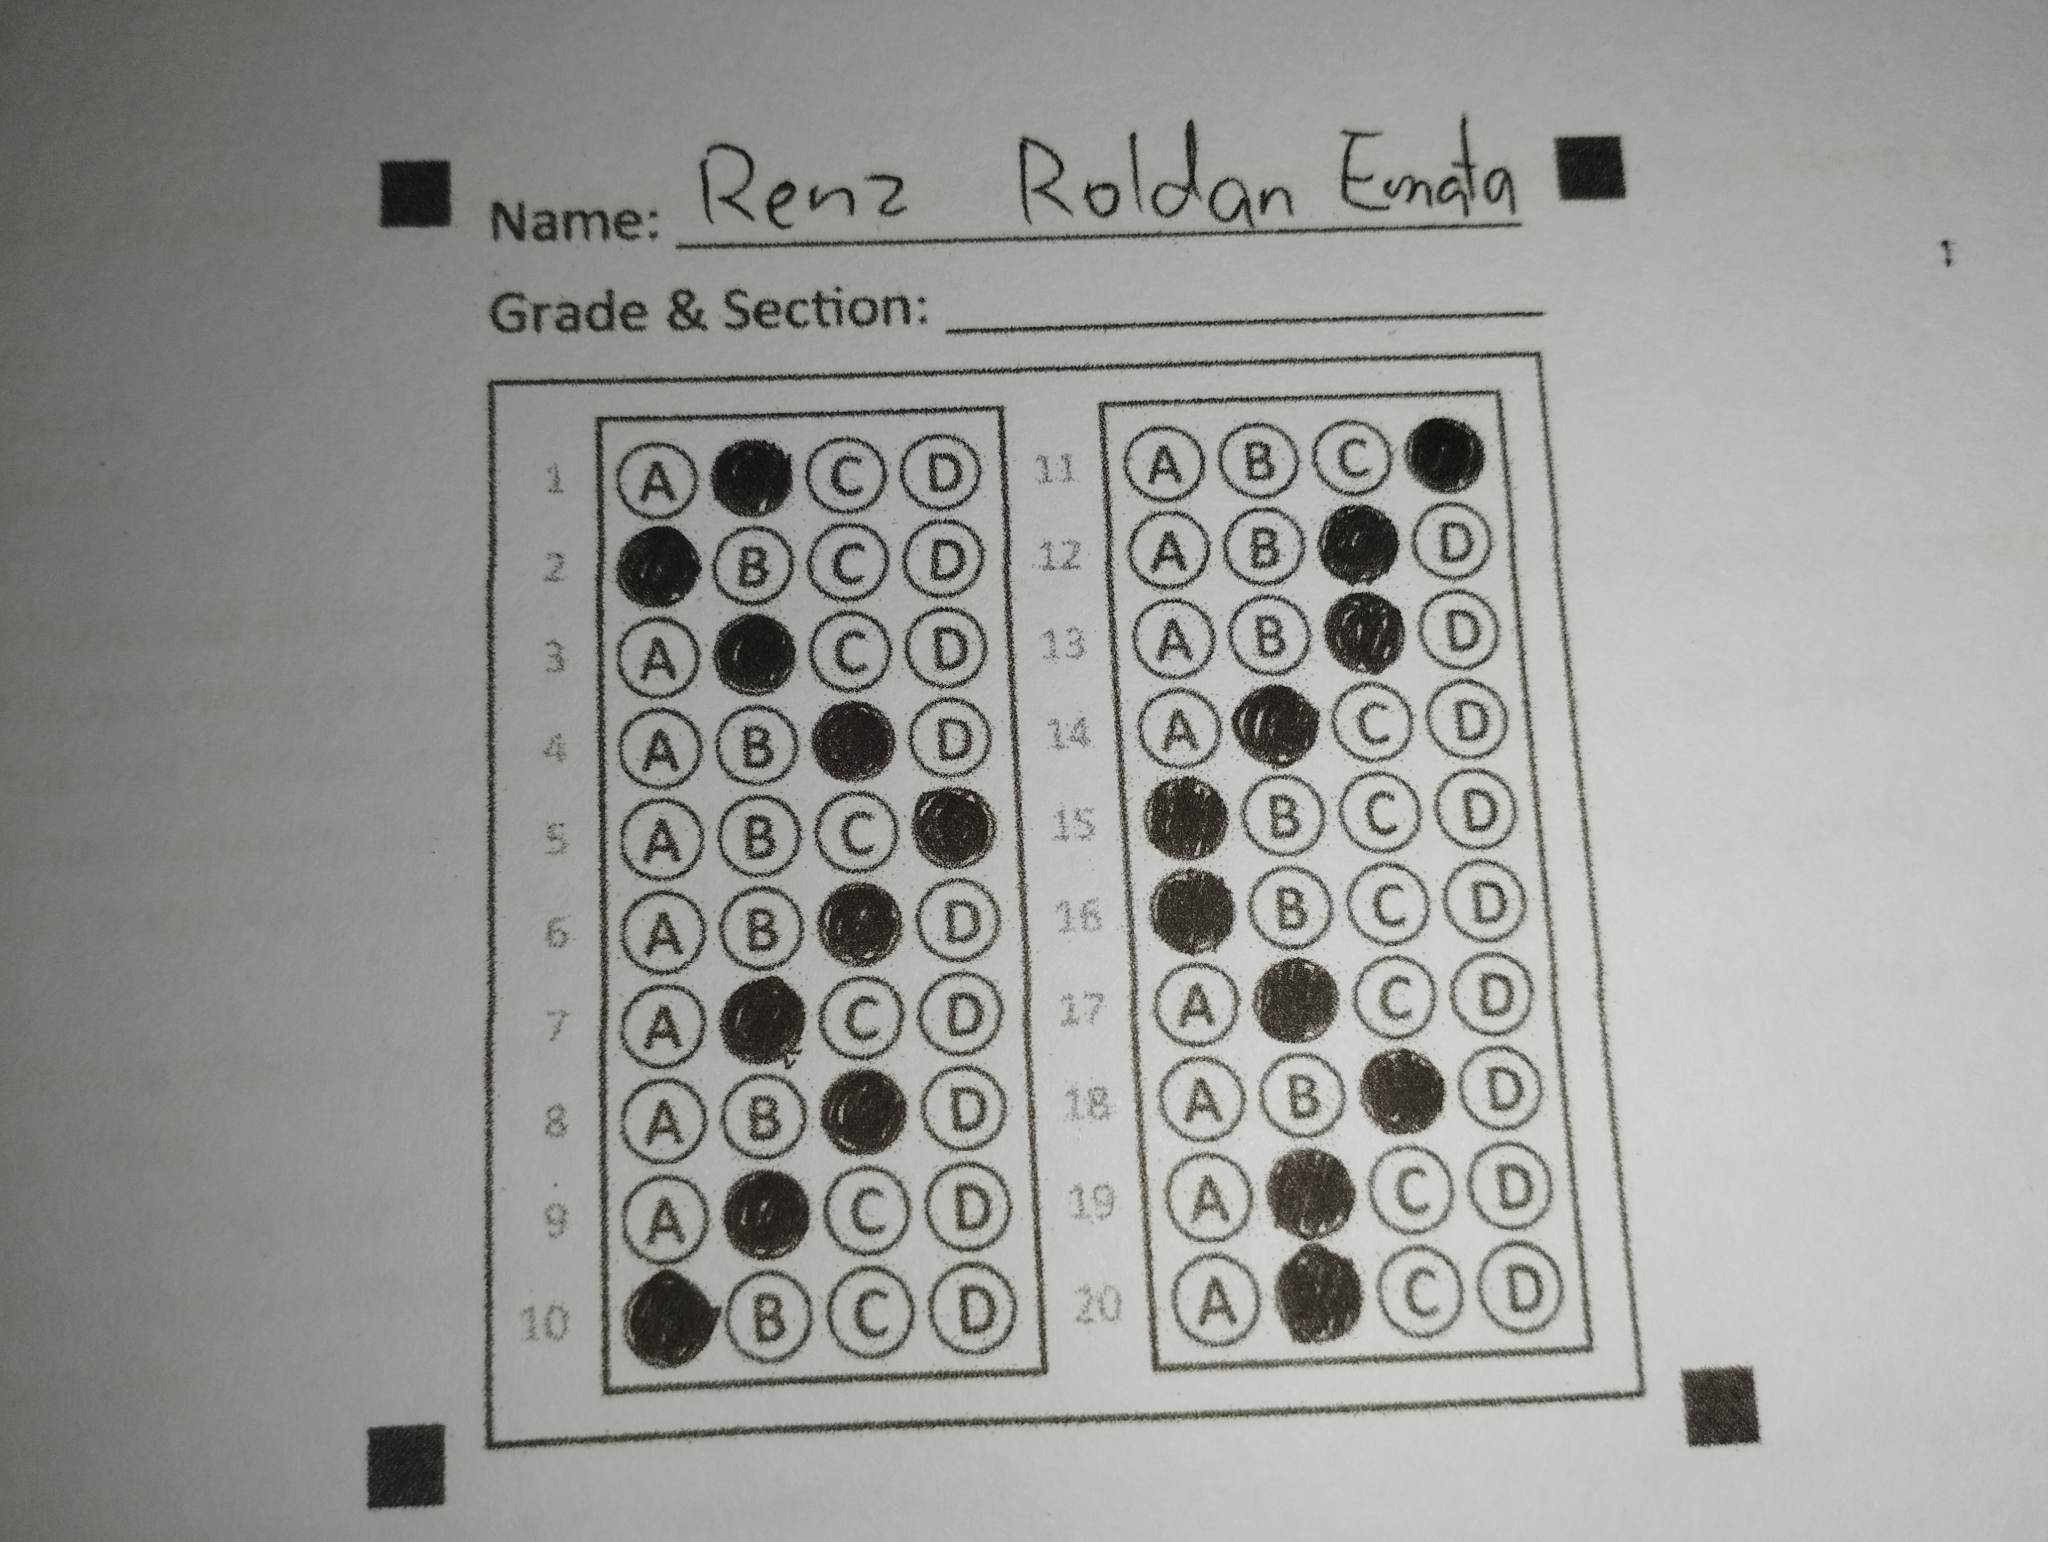 Name: Renz Roldan Emata
Grade & Section:
1 A C D 11 A B C
2 B C D 12 A B D
3 A C D 13 A B D
4 A B D 14 A C D
5 A B C 15 B C D
6 A B D 16 B C D
7 A C D 17 A C D
8 A B D 18 A B D
9 A C D 19 A C D
10 B C D 20 A C D